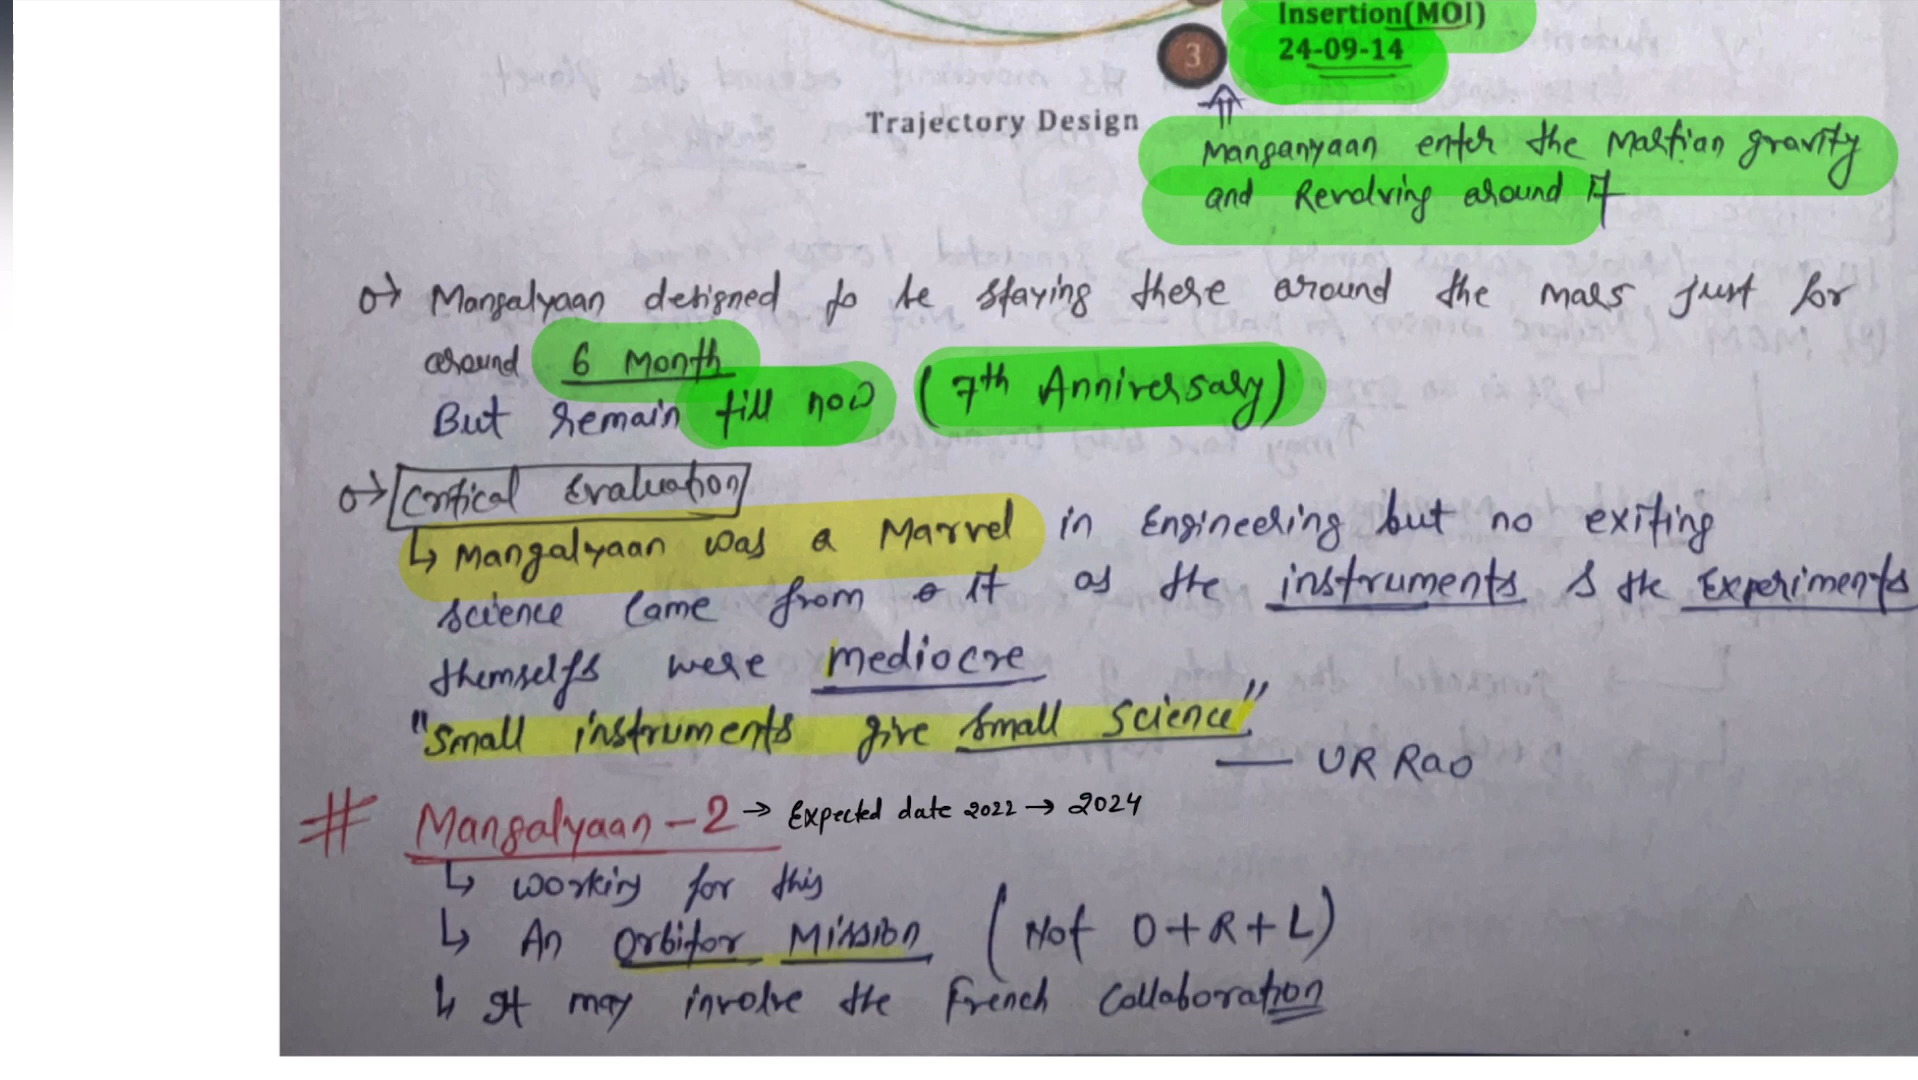 Insertion(MOI)
24-09-14
3
Trajectory Design
Manganyaan enter the Martian gravity
and Revolving around it
Mangalyaan designed to be staying there around the mars just for
around 6 Month
But remain till now (7th Anniversary)
Critical Evaluation
Mangalyaan was a Marvel in Engineering but no exiting
science came from it as the instruments & the Experiments
themselfs were mediocre
"Small instruments give small science"
— UR Rao
# Mangalyaan-2 → Expected date 2022 → 2024
↳ working for this
↳ An Orbitor Mission (Not O+R+L)
↳ It may involve the French Collaboration